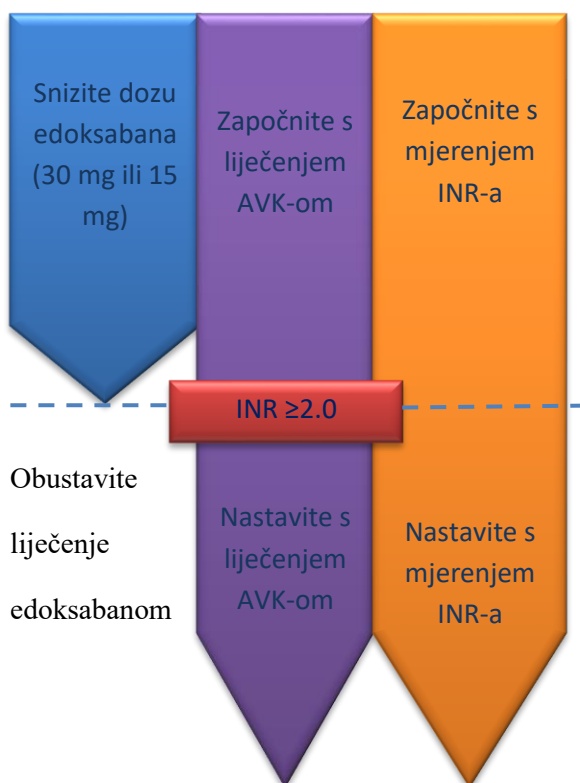 Snizite dozu
edoksabana
(30 mg ili 15
mg)
Započnite s
liječenjem
AVK-om
Započnite s
mjerenjem
INR-a
INR ≥2.0
Obustavite
liječenje
edoksabanom
Nastavite s
liječenjem
AVK-om
Nastavite s
mjerenjem
INR-a